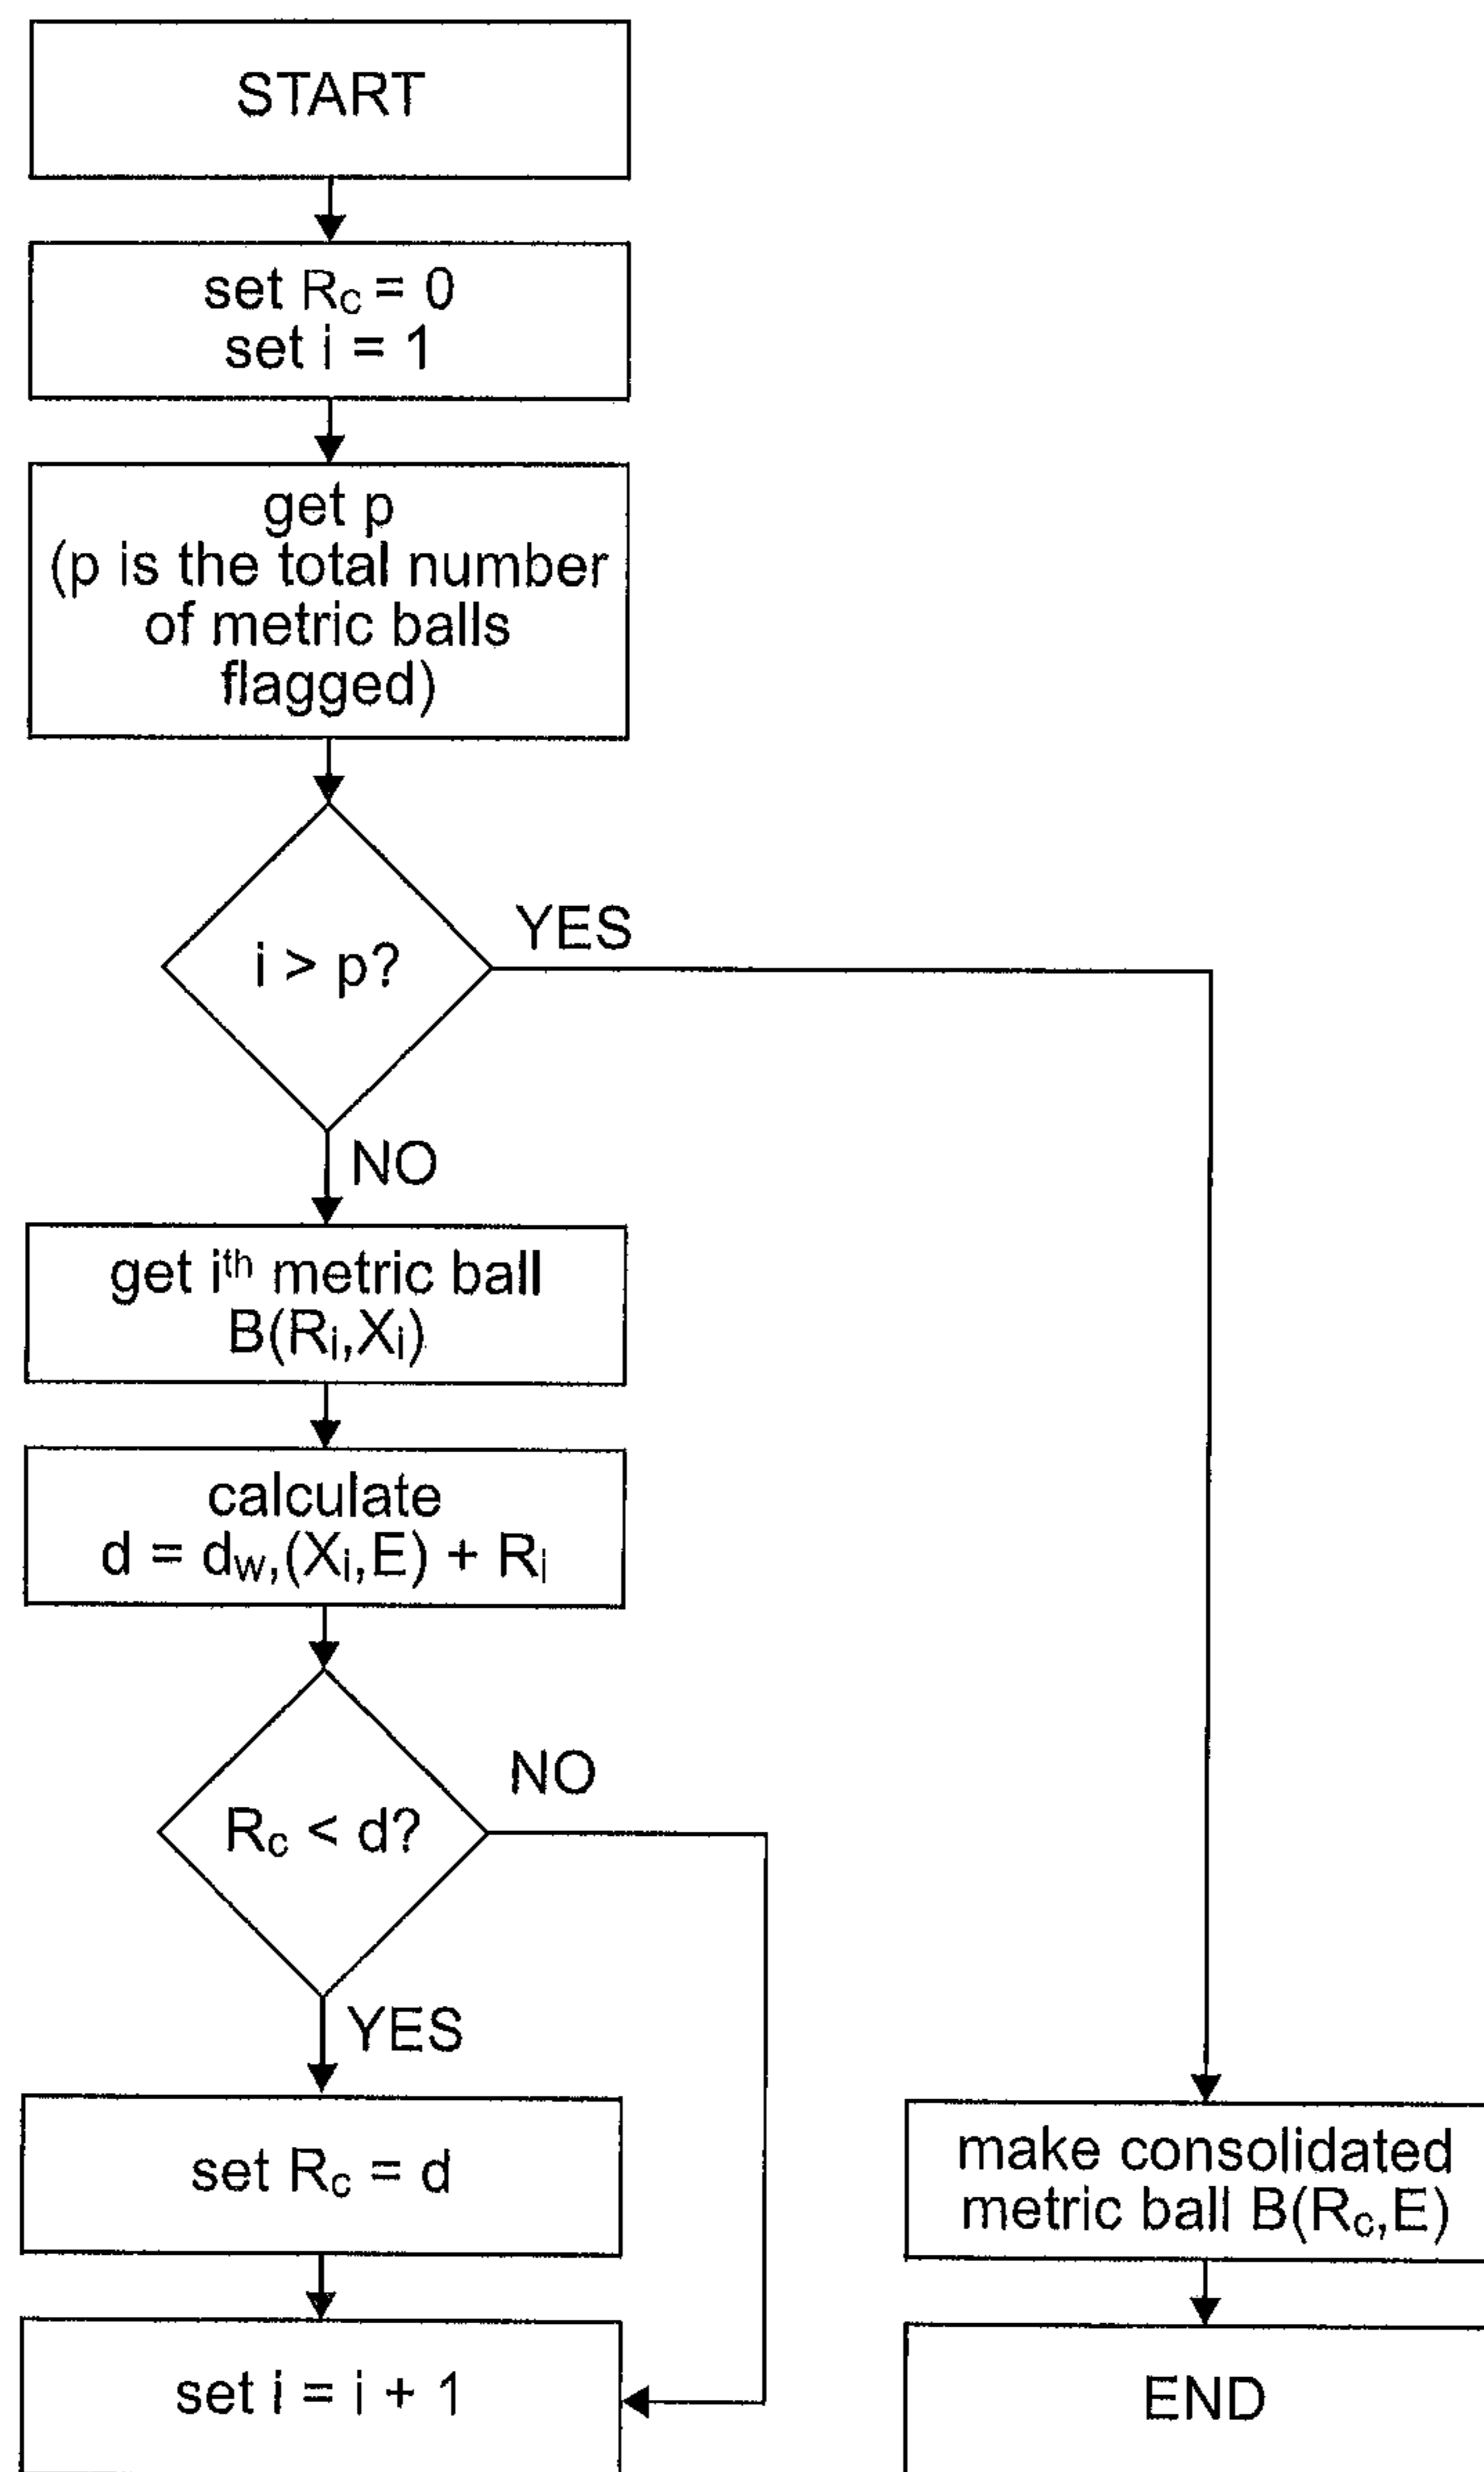 START
set Rc = 0
set i = 1
get p
(p is the total number
of metric balls
flagged)
i > p?
YES
NO
get ith metric ball
B(Ri,Xi)
calculate
d = dw,(Xi,E) + Ri
Rc < d?
NO
YES
set Rc = d
set i = i + 1
make consolidated
metric ball B(Rc,E)
END